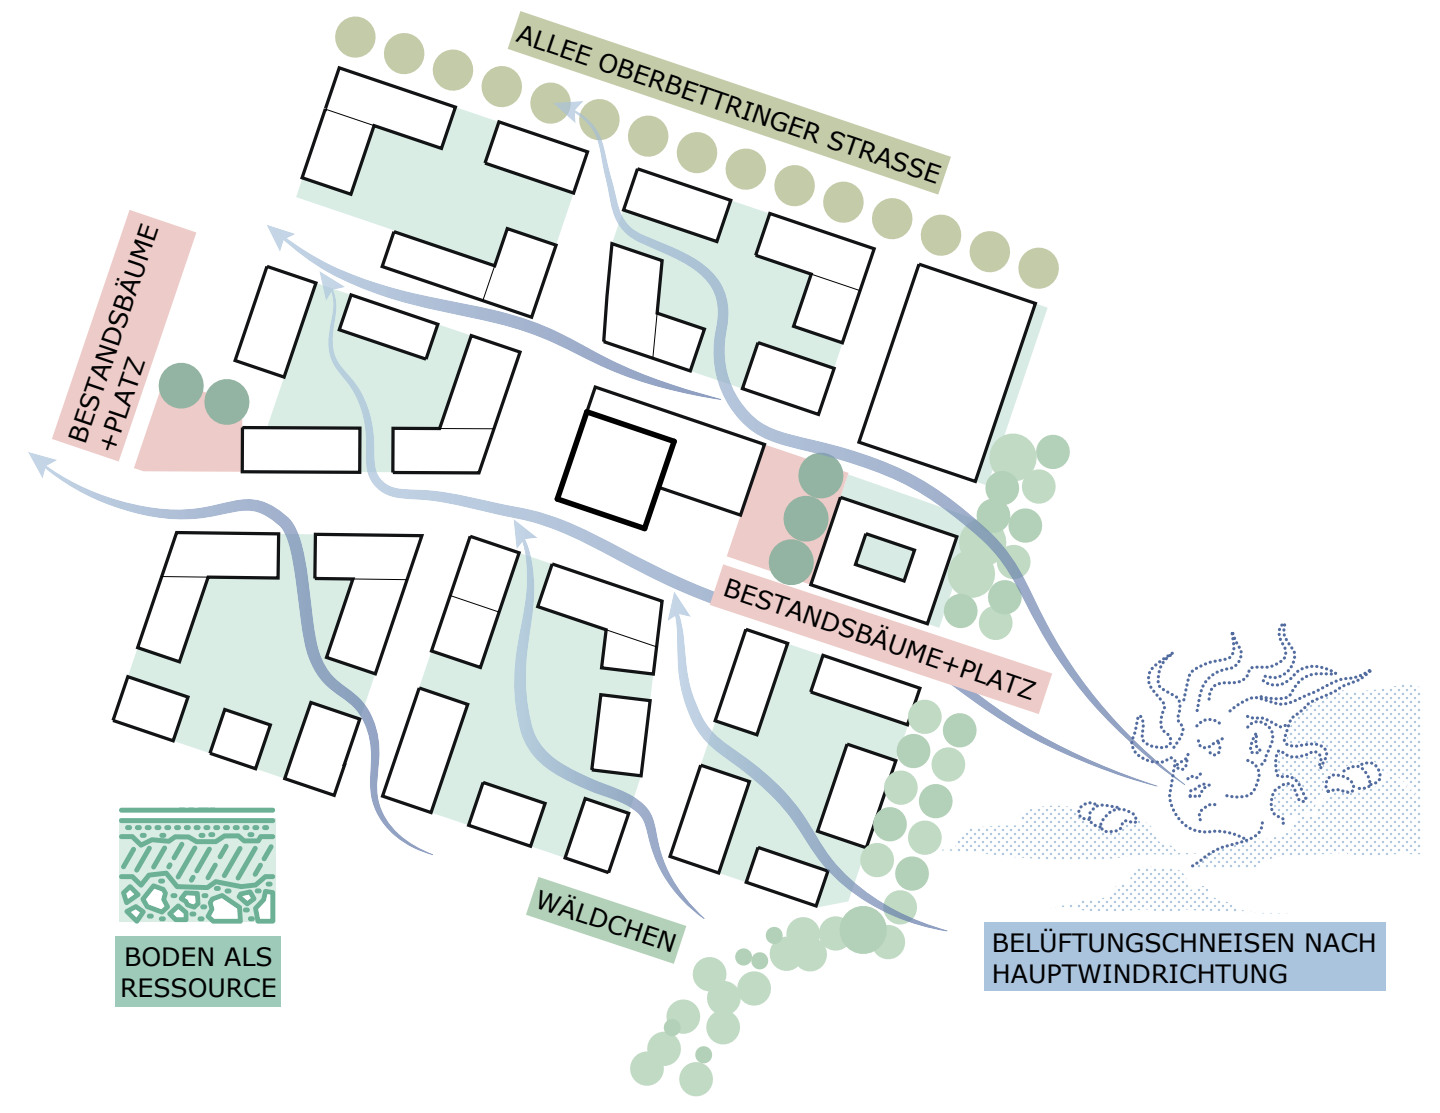 ALLEE OBERBETTRINGER STRASSE
BESTANDSBÄUME
+PLATZ
BESTANDSBÄUME+PLATZ
WÄLDCHEN
BODEN ALS
RESSOURCE
BELÜFTUNGSCHNEISEN NACH
HAUPTWINDRICHTUNG